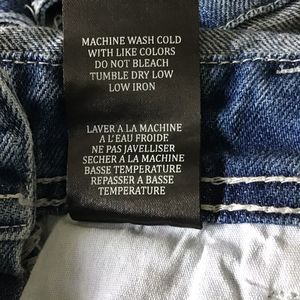 MACHINE WASH COLD
WITH LIKE COLORS
DO NOT BLEACH
TUMBLE DRY LOW
LOW IRON
LAVER A LA MACHINE
A L'EAU FROIDE
NE PAS JAVELLISER
SECHER A LA MACHINE
BASSE TEMPERATURE
REPASSER A BASSE
TEMPERATURE